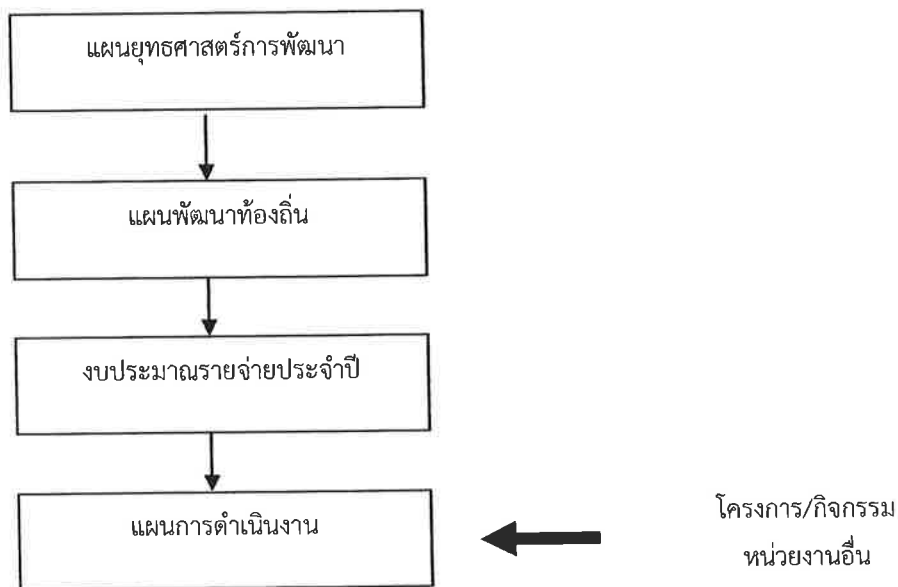 แผนยุทธศาสตร์การพัฒนา
แผนพัฒนาท้องถิ่น
งบประมาณรายจ่ายประจำปี
แผนการดำเนินงาน
โครงการ/กิจกรรม
หน่วยงานอื่น